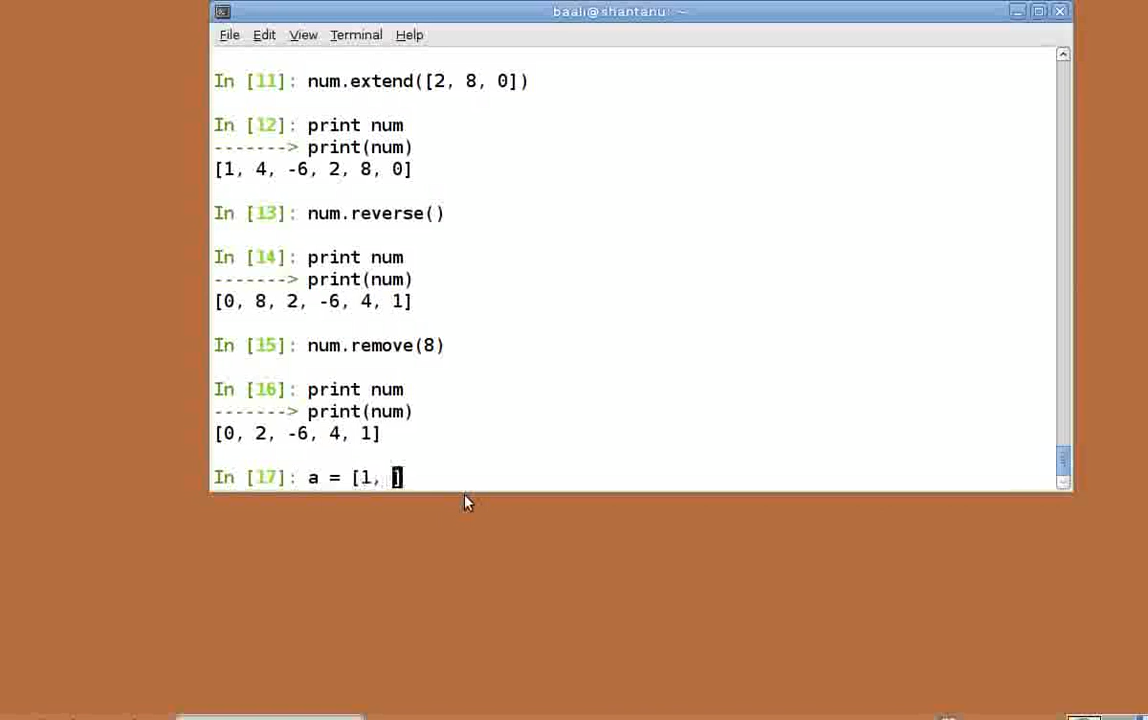 baali@shantanu: ~
File Edit View Terminal Help
In [11]: num.extend([2, 8, 0])
In [12]: print num
-------> print(num)
[1, 4, -6, 2, 8, 0]
In [13]: num.reverse()
In [14]: print num
-------> print(num)
[0, 8, 2, -6, 4, 1]
In [15]: num.remove(8)
In [16]: print num
-------> print(num)
[0, 2, -6, 4, 1]
In [17]: a = [1, ]